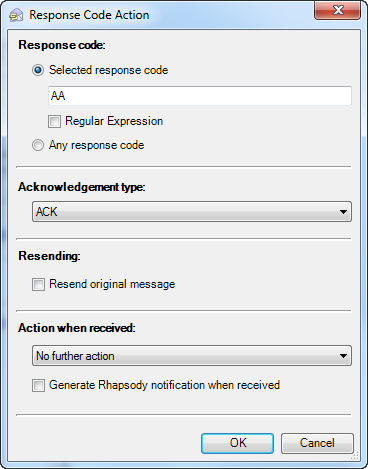 Response Code Action
Response code:
Selected response code
AA
Regular Expression
Any response code
Acknowledgement type:
ACK
Resending:
Resend original message
Action when received:
No further action
Generate Rhapsody notification when received
OK
Cancel